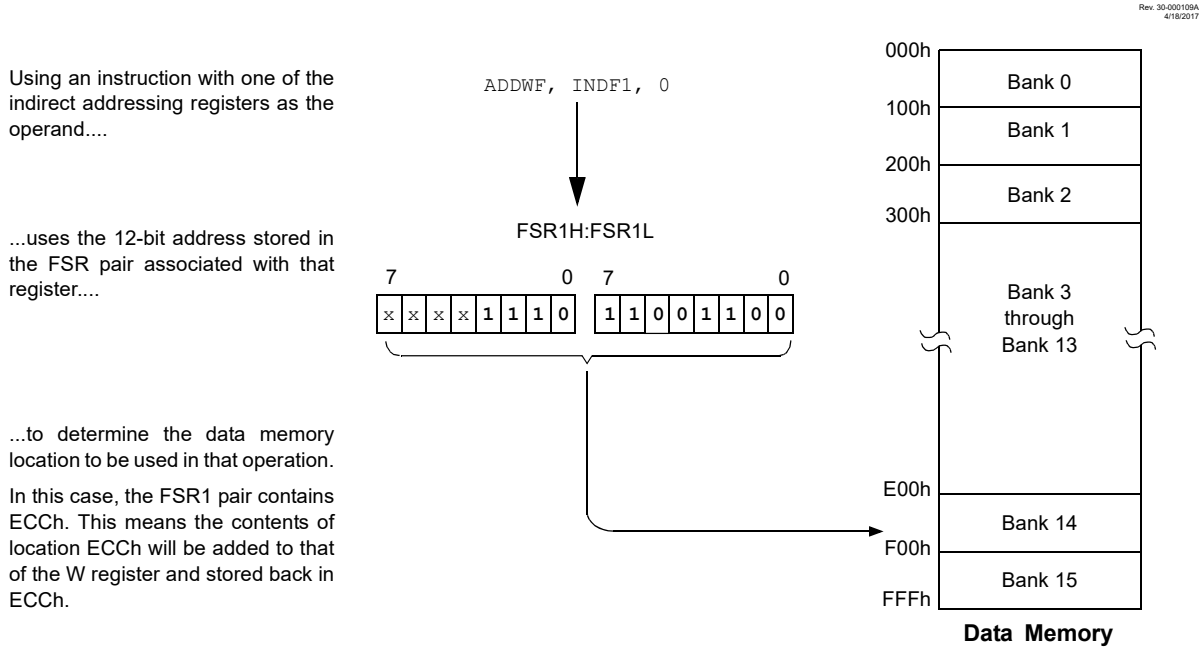 Rev. 30-000109A
4/18/2017
Using an instruction with one of the
indirect addressing registers as the
operand....
ADDWF, INDF1, 0
...uses the 12-bit address stored in
the FSR pair associated with that
register....
FSR1H:FSR1L
7 0 7 0
x x x x 1 1 1 0 1 1 0 0 1 1 0 0
...to determine the data memory
location to be used in that operation.
In this case, the FSR1 pair contains
ECCh. This means the contents of
location ECCh will be added to that
of the W register and stored back in
ECCh.
000h
Bank 0
100h
Bank 1
200h
Bank 2
300h
Bank 3
through
Bank 13
E00h
Bank 14
F00h
Bank 15
FFFh
Data Memory